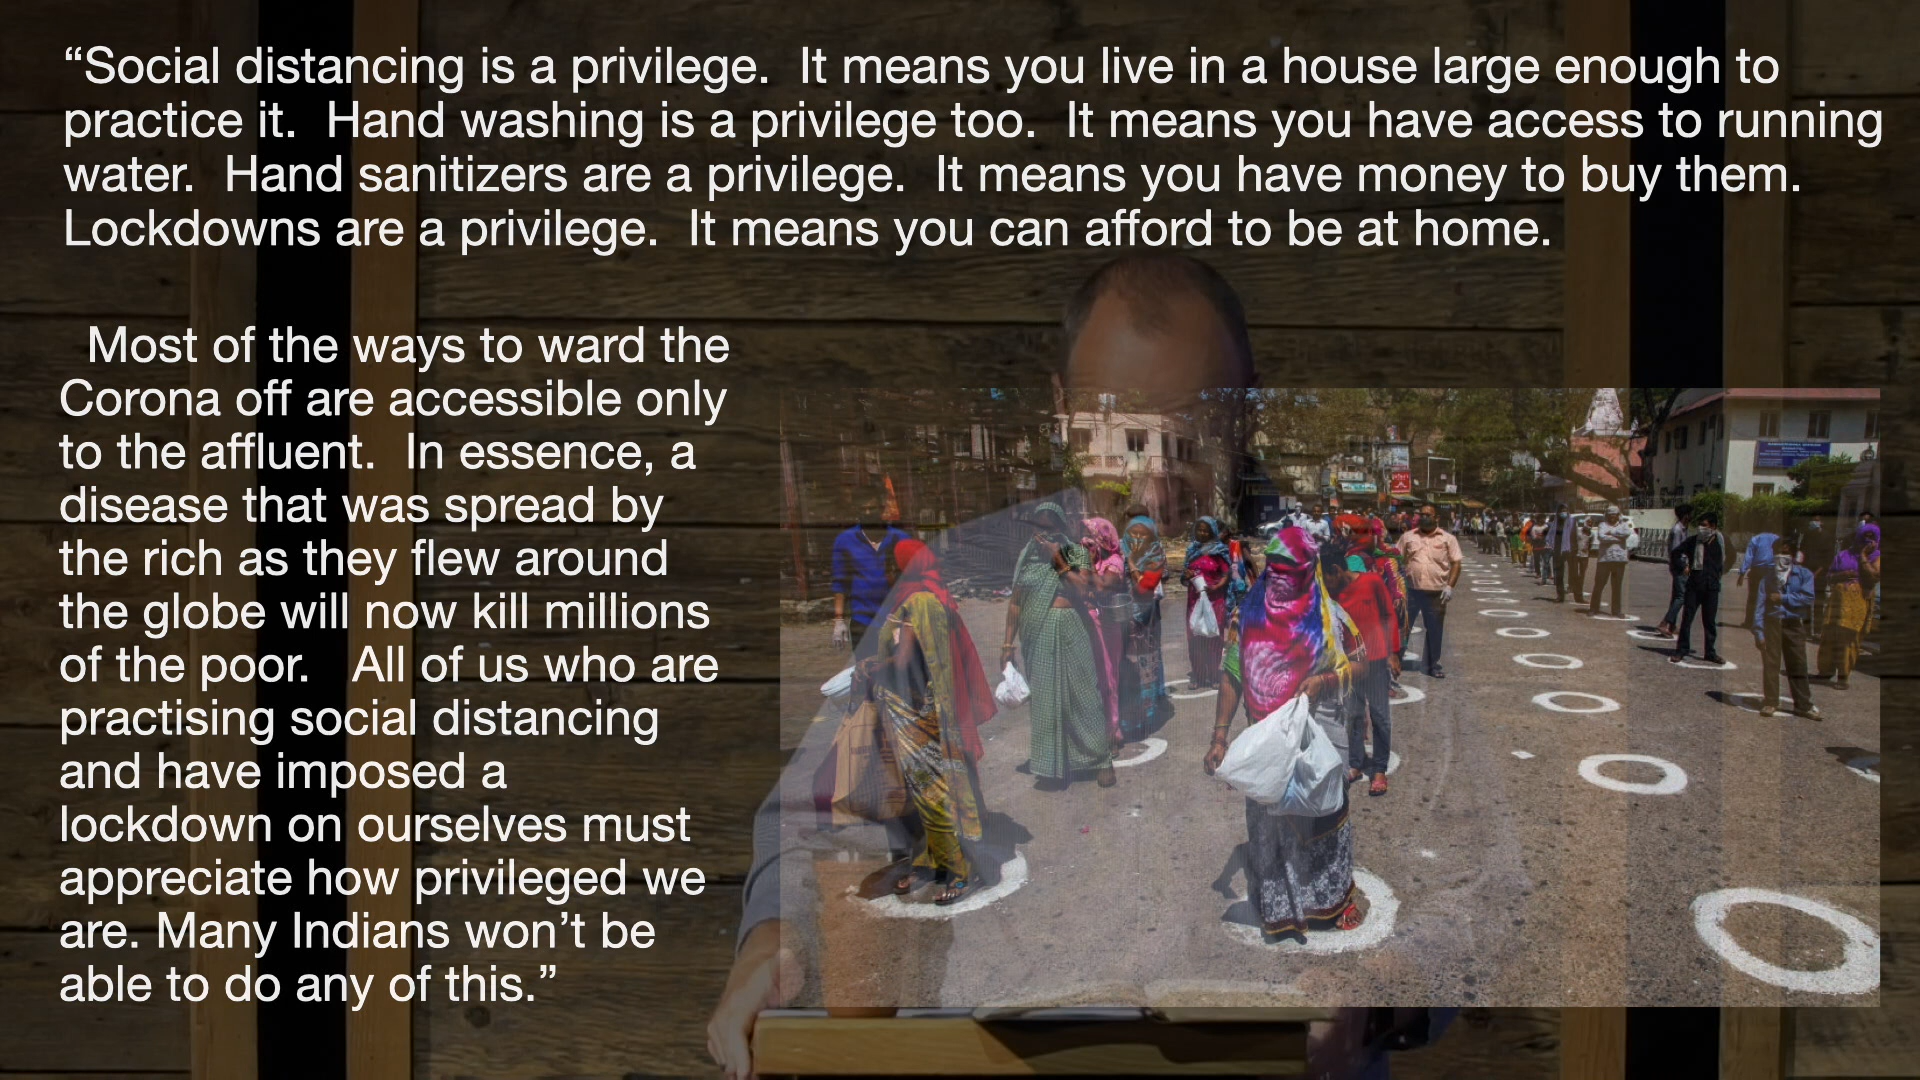 “Social distancing is a privilege.  It means you live in a house large enough to
practice it.  Hand washing is a privilege too.  It means you have access to running
water.  Hand sanitizers are a privilege.  It means you have money to buy them.
Lockdowns are a privilege.  It means you can afford to be at home.
Most of the ways to ward the
Corona off are accessible only
to the affluent.  In essence, a
disease that was spread by
the rich as they flew around
the globe will now kill millions
of the poor.   All of us who are
practising social distancing
and have imposed a
lockdown on ourselves must
appreciate how privileged we
are. Many Indians won’t be
able to do any of this.”